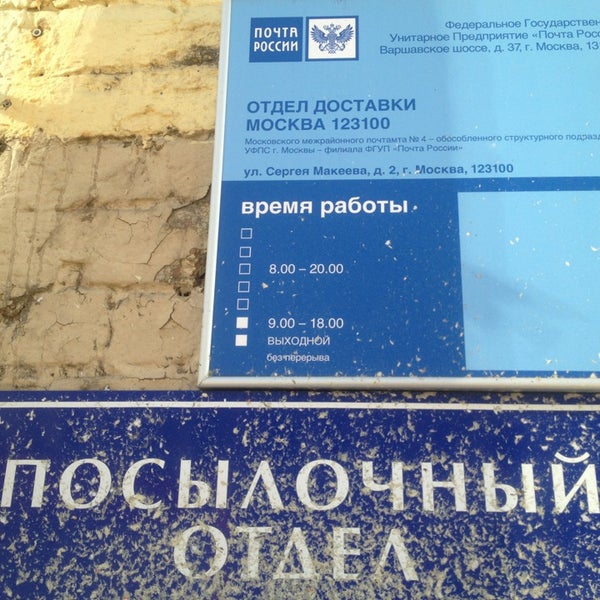 ПОЧТА
РОССИИ
Федеральное Государствен
Унитарное Предприятие «Почта Росс
Варшавское шоссе, д. 37, г. Москва, 13
ОТДЕЛ ДОСТАВКИ
МОСКВА 123100
Московского межрайонного почтамта № 4 – обособленного структурного подразд
УФПС г. Москвы – филиала ФГУП «Почта России»
ул. Сергея Макеева, д. 2, г. Москва, 123100
время работы
8.00 – 20.00
9.00 – 18.00
ВЫХОДНОЙ
без перерыва
ПОСЫЛОЧНЫЙ
ОТДЕЛ